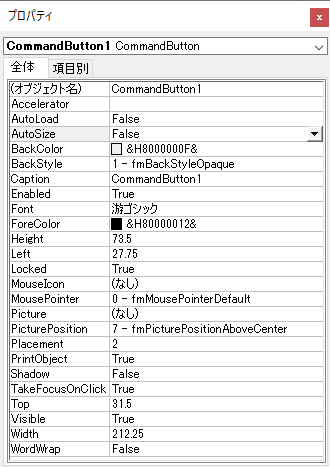 プロパティ
CommandButton1 CommandButton
全体 項目別
(オブジェクト名) CommandButton1
Accelerator
AutoLoad False
AutoSize False
BackColor &H8000000F&
BackStyle 1 - fmBackStyleOpaque
Caption CommandButton1
Enabled True
Font 游ゴシック
ForeColor &H80000012&
Height 73.5
Left 27.75
Locked True
MouseIcon (なし)
MousePointer 0 - fmMousePointerDefault
Picture (なし)
PicturePosition 7 - fmPicturePositionAboveCenter
Placement 2
PrintObject True
Shadow False
TakeFocusOnClick True
Top 31.5
Visible True
Width 212.25
WordWrap False